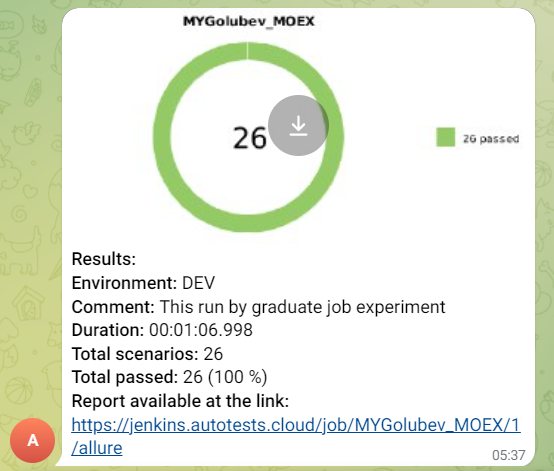 MYGolubev_MOEX
26
26 passed
Results:
Environment: DEV
Comment: This run by graduate job experiment
Duration: 00:01:06.998
Total scenarios: 26
Total passed: 26 (100 %)
Report available at the link:
https://jenkins.autotests.cloud/job/MYGolubev_MOEX/1
/allure
A
05:37